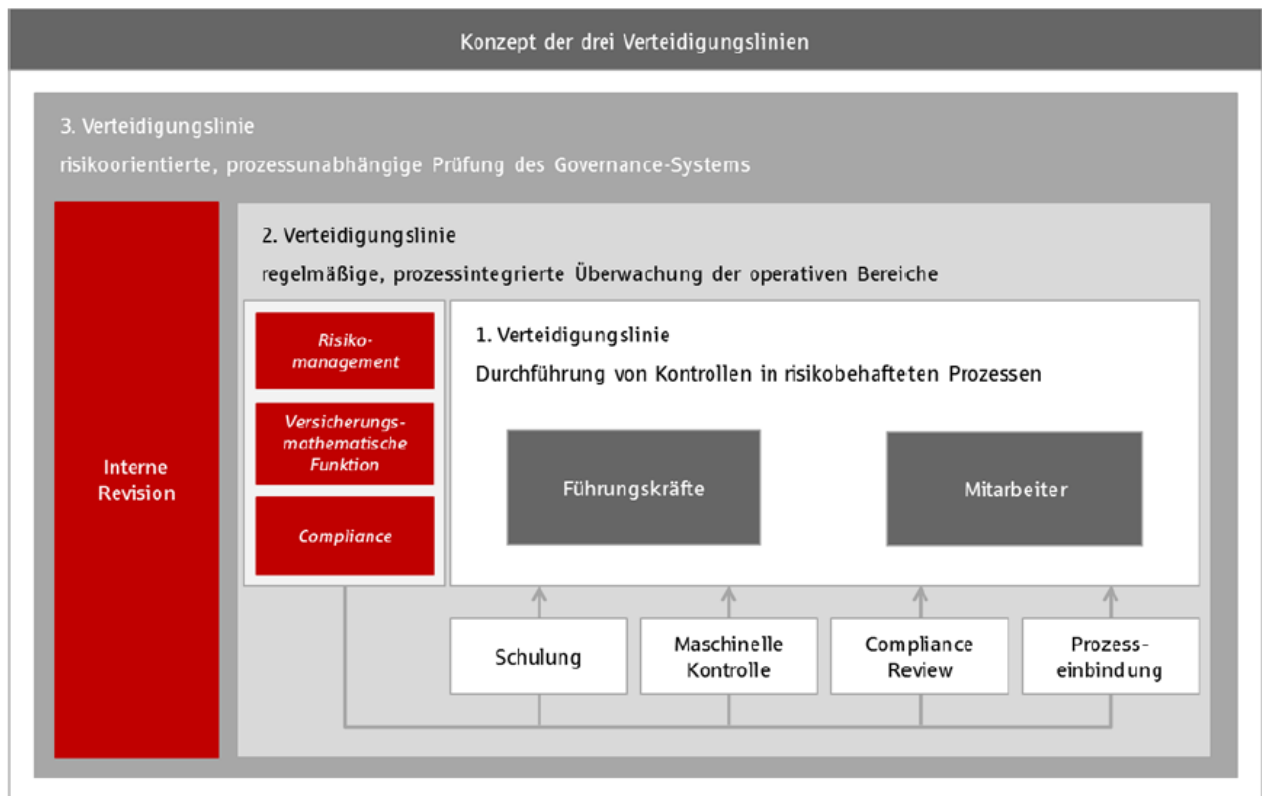 Konzept der drei Verteidigungslinien
3. Verteidigungslinie
risikoorientierte, prozessunabhängige Prüfung des Governance-Systems
Interne
Revision
2. Verteidigungslinie
regelmäßige, prozessintegrierte Überwachung der operativen Bereiche
Risiko-
management
Versicherungs-
mathematische
Funktion
Compliance
1. Verteidigungslinie
Durchführung von Kontrollen in risikobehafteten Prozessen
Führungskräfte
Mitarbeiter
Schulung
Maschinelle
Kontrolle
Compliance
Review
Prozess-
einbindung